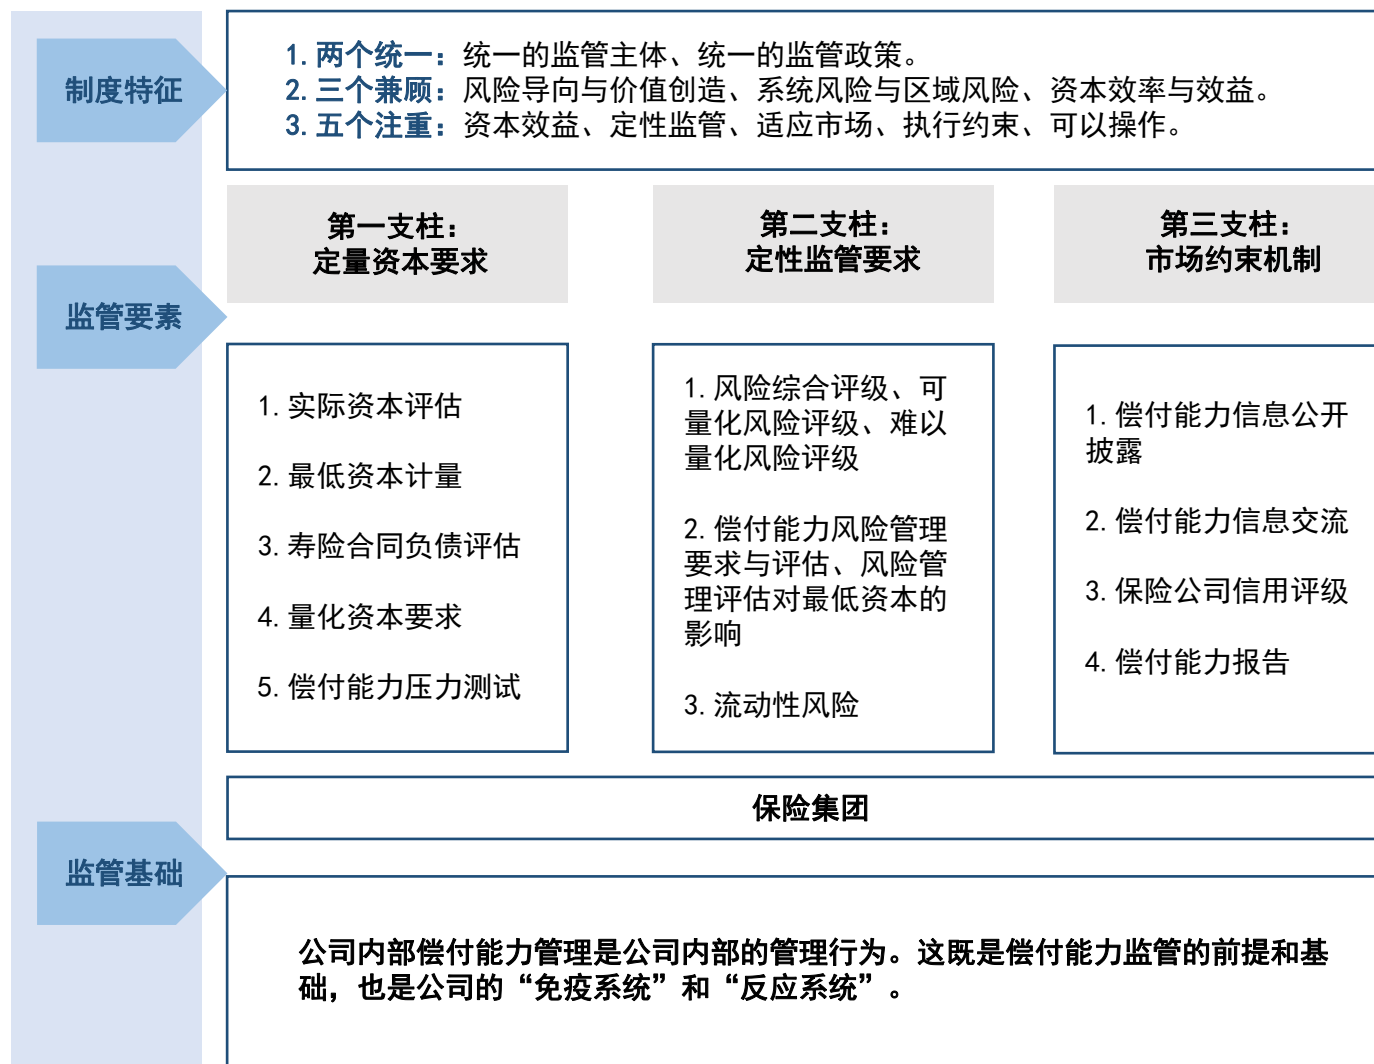 制度特征
1. 两个统一：统一的监管主体、统一的监管政策。
2. 三个兼顾：风险导向与价值创造、系统风险与区域风险、资本效率与效益。
3. 五个注重：资本效益、定性监管、适应市场、执行约束、可以操作。
监管要素
第一支柱：
定量资本要求
1. 实际资本评估
2. 最低资本计量
3. 寿险合同负债评估
4. 量化资本要求
5. 偿付能力压力测试
第二支柱：
定性监管要求
1. 风险综合评级、可
量化风险评级、难以
量化风险评级
2. 偿付能力风险管理
要求与评估、风险管
理评估对最低资本的
影响
3. 流动性风险
第三支柱：
市场约束机制
1. 偿付能力信息公开
披露
2. 偿付能力信息交流
3. 保险公司信用评级
4. 偿付能力报告
保险集团
监管基础
公司内部偿付能力管理是公司内部的管理行为。这既是偿付能力监管的前提和基
础，也是公司的“免疫系统”和“反应系统”。